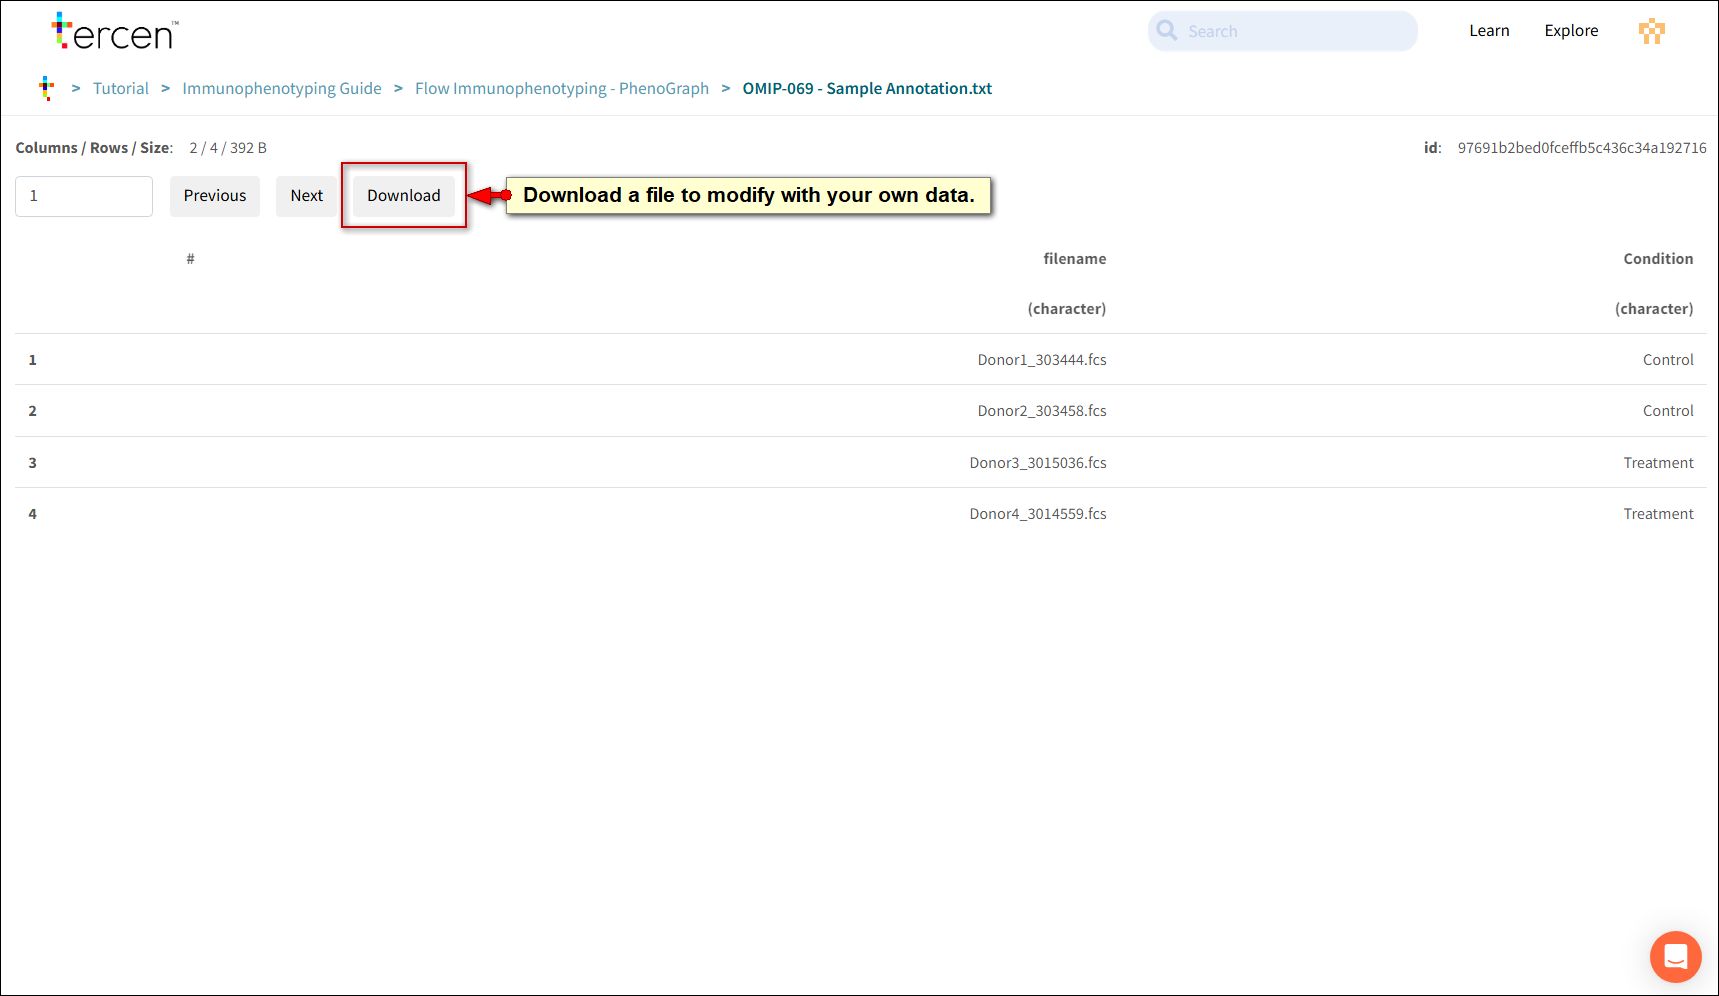 tercen™
Search
Learn
Explore
> Tutorial > Immunophenotyping Guide > Flow Immunophenotyping - PhenoGraph > OMIP-069 - Sample Annotation.txt
Columns / Rows / Size: 2 / 4 / 392 B
id: 97691b2bed0fceffb5c436c34a192716
1
Previous
Next
Download
Download a file to modify with your own data.
# filename Condition
(character) (character)
1 Donor1_303444.fcs Control
2 Donor2_303458.fcs Control
3 Donor3_3015036.fcs Treatment
4 Donor4_3014559.fcs Treatment